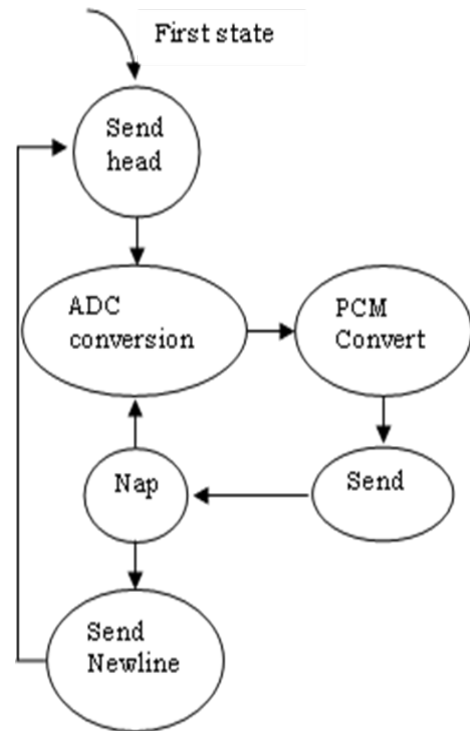 First state
Send
head
ADC
conversion
PCM
Convert
Nap
Send
Send
Newline